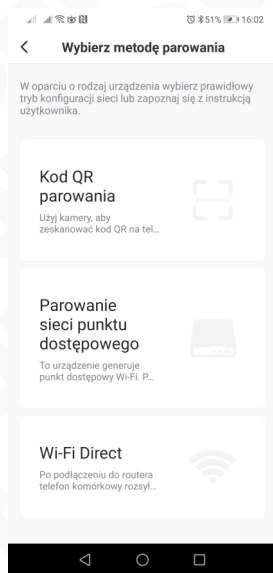 51% 16:02
Wybierz metodę parowania
W oparciu o rodzaj urządzenia wybierz prawidłowy
tryb konfiguracji sieci lub zapoznaj się z instrukcją
użytkownika.
Kod QR
parowania
Użyj kamery, aby
zeskanować kod QR na tel...
Parowanie
sieci punktu
dostępowego
To urządzenie generuje
punkt dostępowy Wi-Fi. P...
Wi-Fi Direct
Po podłączeniu do routera
telefon komórkowy rozsył...